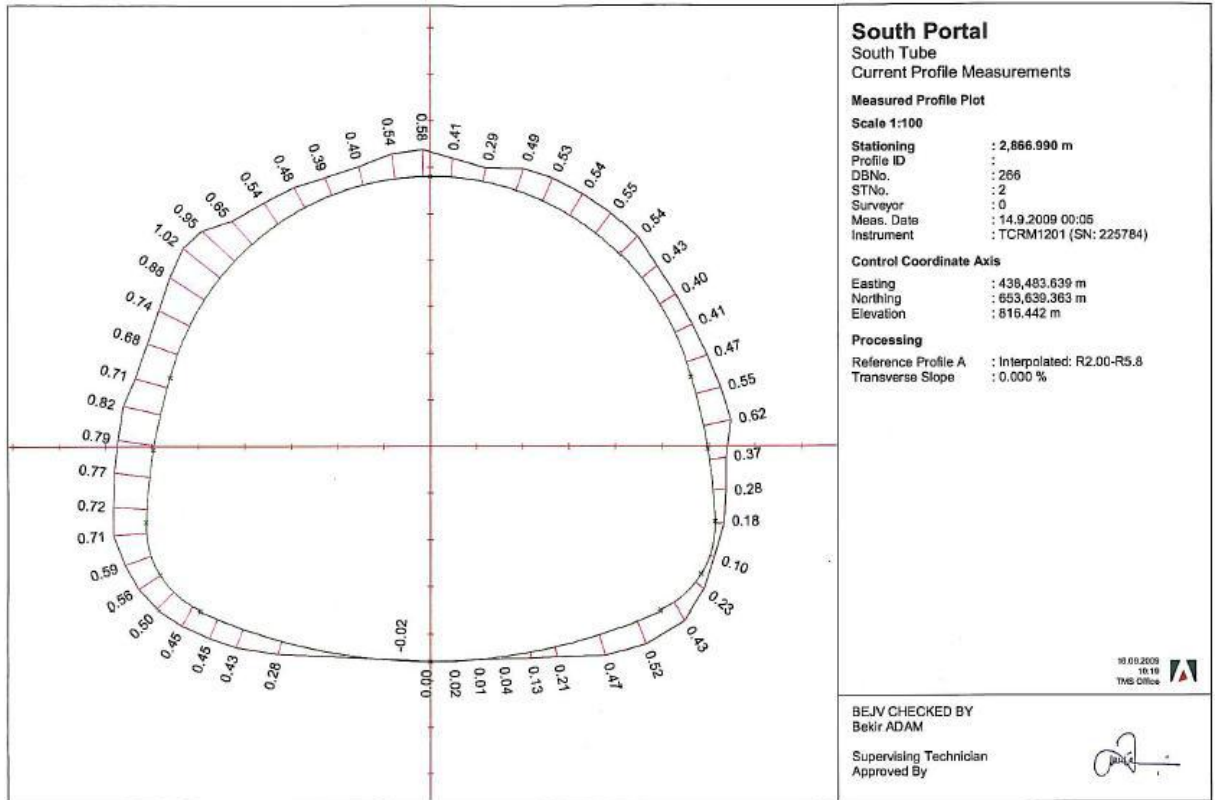 South Portal
South Tube
Current Profile Measurements
Measured Profile Plot
Scale 1:100
Stationing : 2,866.990 m
Profile ID :
DBNo. : 266
STNo. : 2
Surveyor : 0
Meas. Date : 14.9.2009 00:05
Instrument : TCRM1201 (SN: 225784)
Control Coordinate Axis
Easting : 436,483.639 m
Northing : 653,639.363 m
Elevation : 816.442 m
Processing
Reference Profile A : Interpolated: R2.00-R5.8
Transverse Slope : 0.000 %
0.58
0.41
0.29
0.49
0.53
0.54
0.55
0.54
0.43
0.40
0.41
0.47
0.55
0.62
0.37
0.28
0.18
0.10
0.23
0.43
0.52
0.47
0.21
0.13
0.04
0.01
0.02
0.00
-0.02
0.28
0.43
0.45
0.45
0.50
0.56
0.59
0.71
0.72
0.77
0.79
0.82
0.71
0.68
0.74
0.88
1.02
0.95
0.65
0.54
0.48
0.39
0.40
0.54
TMS Office
BEJV CHECKED BY
Bekir ADAM
Supervising Technician
Approved By